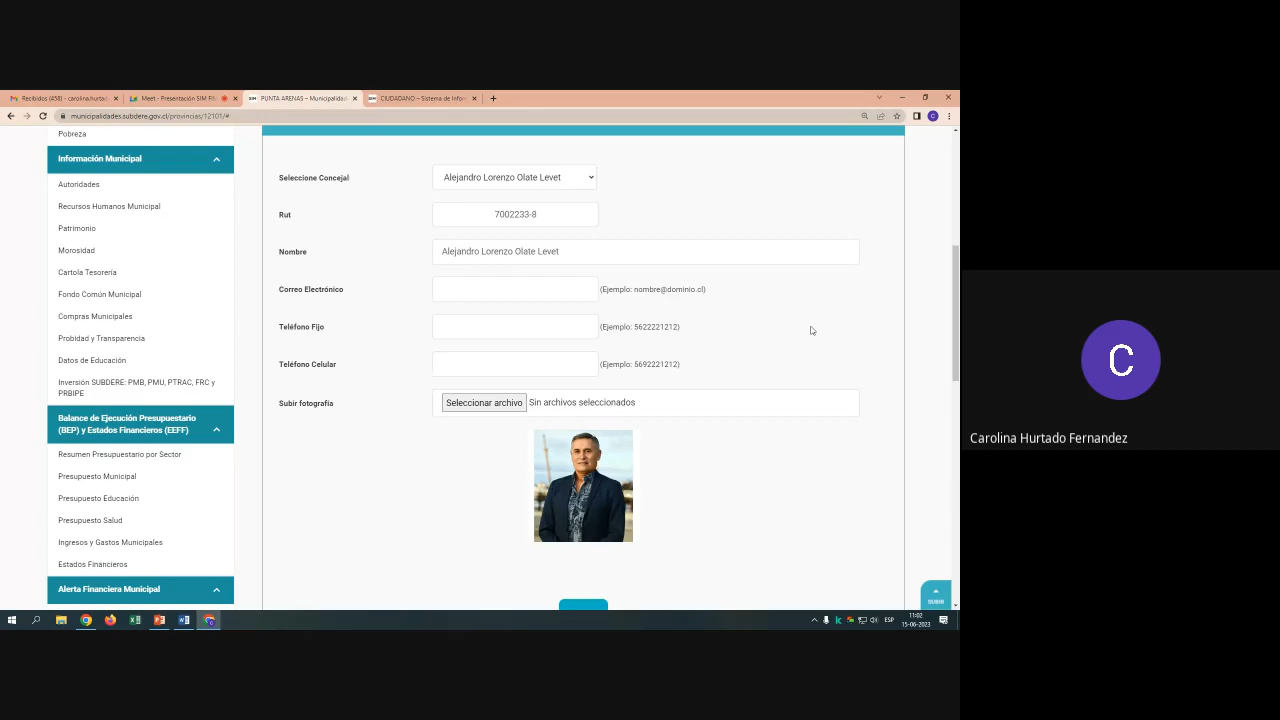 Recibidos (458) - carolina.hurta
Meet - Presentación SIM FI
SIM PUNTA ARENAS – Municipalidad
SIM CIUDADANO – Sistema de Infor
municipalidades.subdere.gov.cl/provincias/12101/#
C
Pobreza
Información Municipal
Autoridades
Recursos Humanos Municipal
Patrimonio
Morosidad
Cartola Tesorería
Fondo Común Municipal
Compras Municipales
Probidad y Transparencia
Datos de Educación
Inversión SUBDERE: PMB, PMU, PTRAC, FRC y
PRBIPE
Balance de Ejecución Presupuestario
(BEP) y Estados Financieros (EEFF)
Resumen Presupuestario por Sector
Presupuesto Municipal
Presupuesto Educación
Presupuesto Salud
Ingresos y Gastos Municipales
Estados Financieros
Alerta Financiera Municipal
Seleccione Concejal
Alejandro Lorenzo Olate Levet
Rut
7002233-8
Nombre
Alejandro Lorenzo Olate Levet
Correo Electrónico
(Ejemplo: nombre@dominio.cl)
Teléfono Fijo
(Ejemplo: 5622221212)
Teléfono Celular
(Ejemplo: 5692221212)
Subir fotografía
Seleccionar archivo Sin archivos seleccionados
SUBIR
ESP
11:02
15-06-2023
C
Carolina Hurtado Fernandez